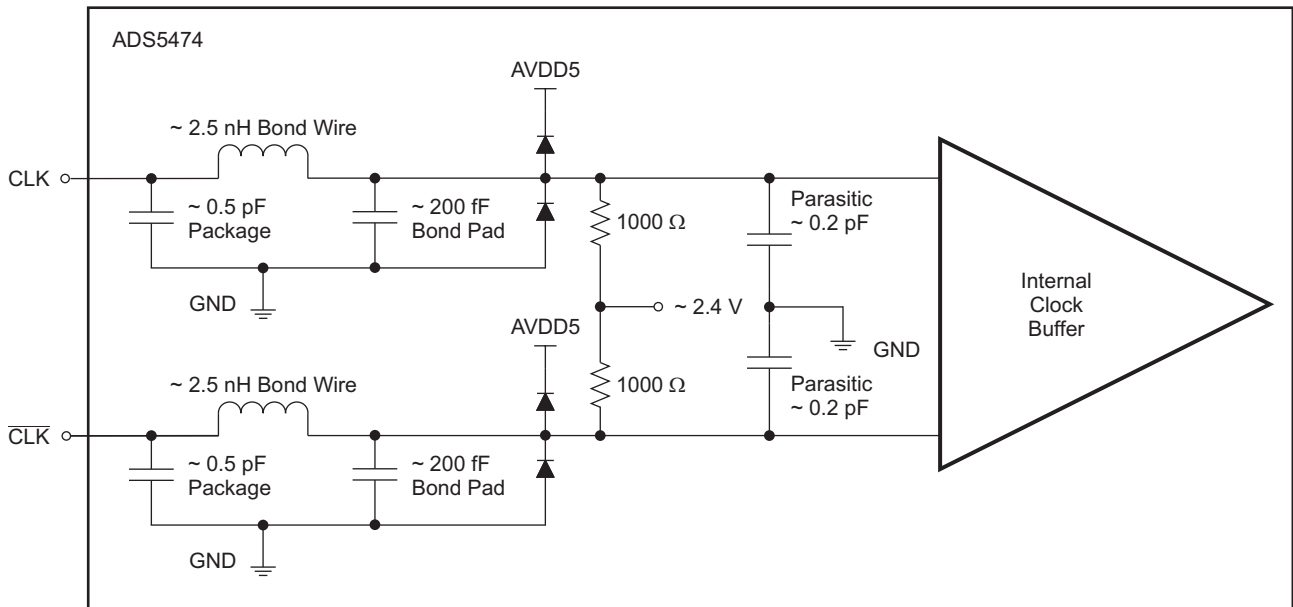 ADS5474
AVDD5
~ 2.5 nH Bond Wire
CLK
~ 0.5 pF
Package
~ 200 fF
Bond Pad
1000 Ω
Parasitic
~ 0.2 pF
GND
~ 2.4 V
Internal
Clock
Buffer
AVDD5
GND
~ 2.5 nH Bond Wire
1000 Ω
Parasitic
~ 0.2 pF
C̅L̅K̅
~ 0.5 pF
Package
~ 200 fF
Bond Pad
GND